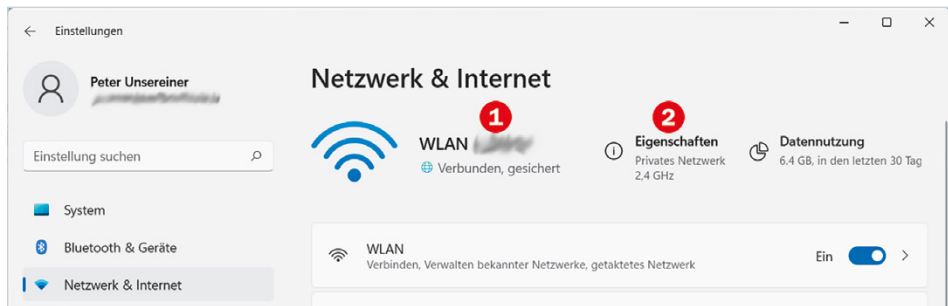 Einstellungen
Peter Unsereiner
Einstellung suchen
System
Bluetooth & Geräte
Netzwerk & Internet
Netzwerk & Internet
1
WLAN
Verbunden, gesichert
2
Eigenschaften
Privates Netzwerk
2,4 GHz
Datennutzung
6.4 GB, in den letzten 30 Tag
WLAN
Verbinden, Verwalten bekannter Netzwerke, getaktetes Netzwerk
Ein